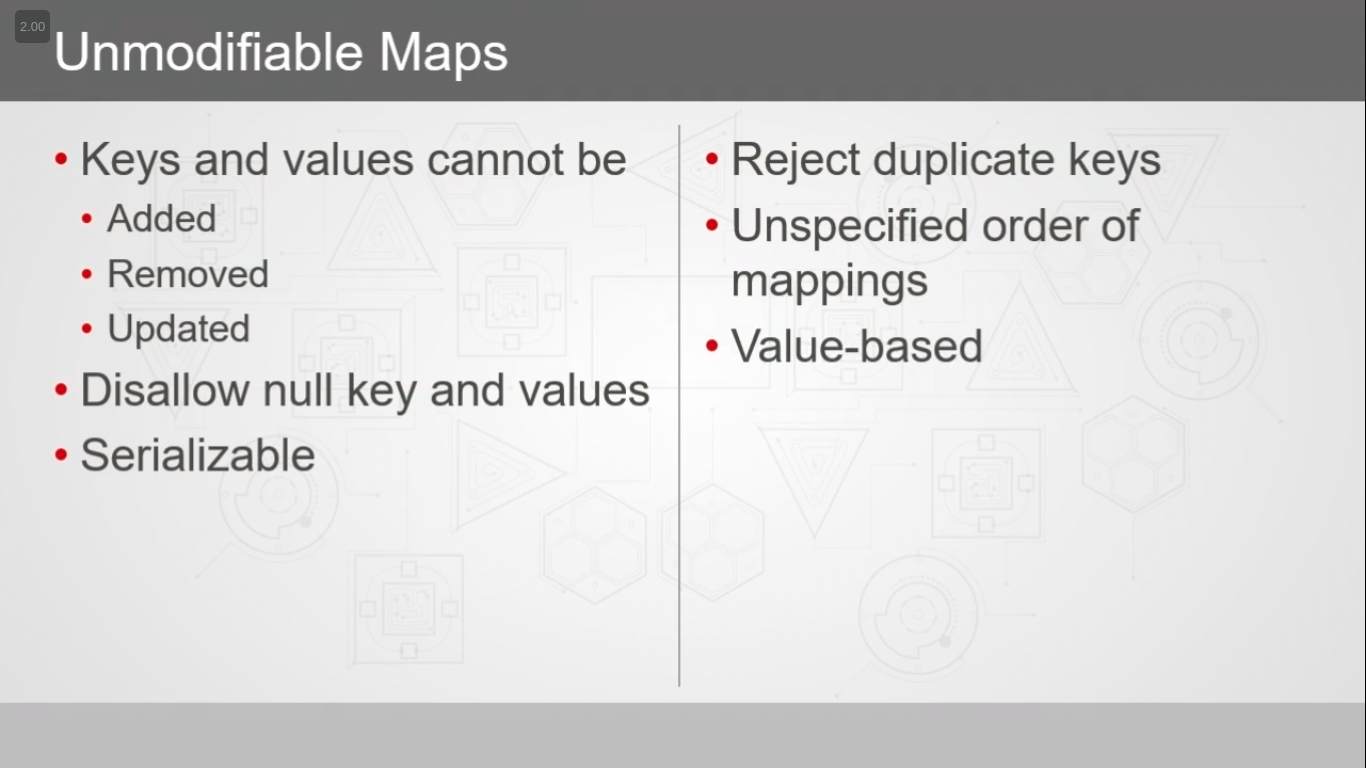 2.00
Unmodifiable Maps
• Keys and values cannot be
• Added
• Removed
• Updated
• Disallow null key and values
• Serializable
• Reject duplicate keys
• Unspecified order of
mappings
• Value-based